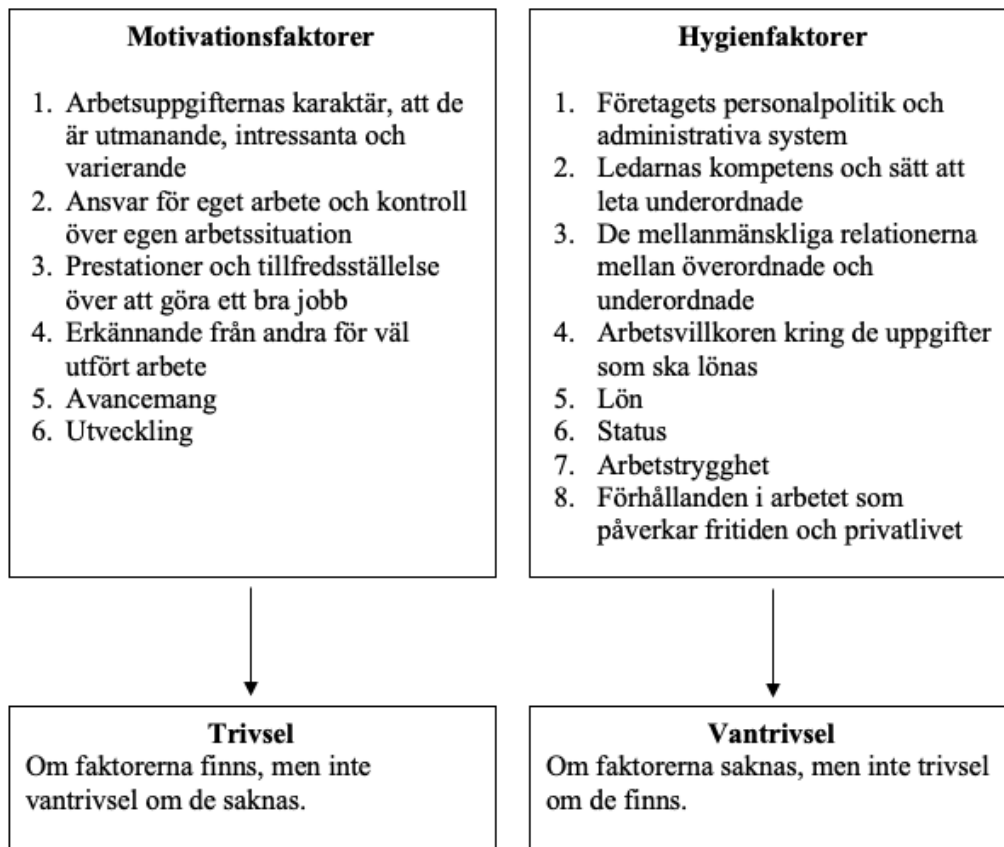 Motivationsfaktorer
1. Arbetsuppgifternas karaktär, att de
är utmanande, intressanta och
varierande
2. Ansvar för eget arbete och kontroll
över egen arbetssituation
3. Prestationer och tillfredsställelse
över att göra ett bra jobb
4. Erkännande från andra för väl
utfört arbete
5. Avancemang
6. Utveckling
Hygienfaktorer
1. Företagets personalpolitik och
administrativa system
2. Ledarnas kompetens och sätt att
leta underordnade
3. De mellanmänskliga relationerna
mellan överordnade och
underordnade
4. Arbetsvillkoren kring de uppgifter
som ska lönas
5. Lön
6. Status
7. Arbetstrygghet
8. Förhållanden i arbetet som
påverkar fritiden och privatlivet
Trivsel
Om faktorerna finns, men inte
vantrivsel om de saknas.
Vantrivsel
Om faktorerna saknas, men inte trivsel
om de finns.